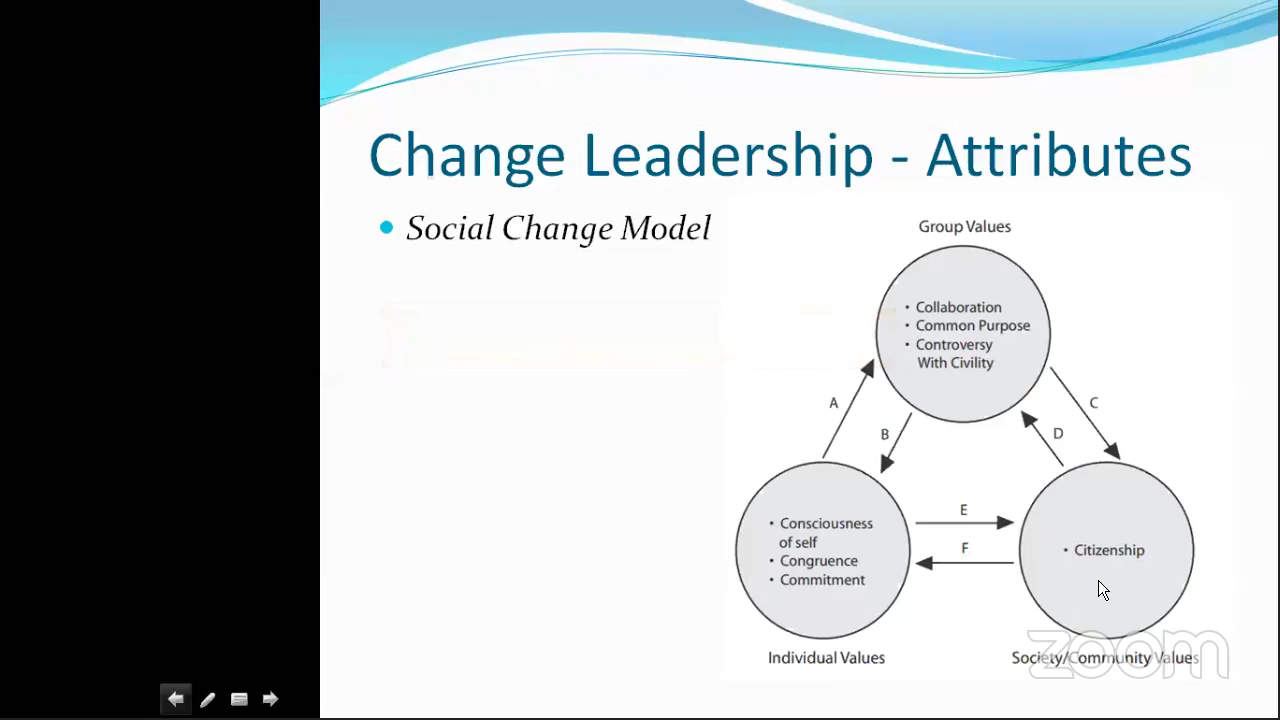 Change Leadership - Attributes
• Social Change Model
Group Values
• Collaboration
• Common Purpose
• Controversy
With Civility
A
B
C
D
E
F
• Consciousness
of self
• Congruence
• Commitment
• Citizenship
Individual Values
Society/Community Values
zoom